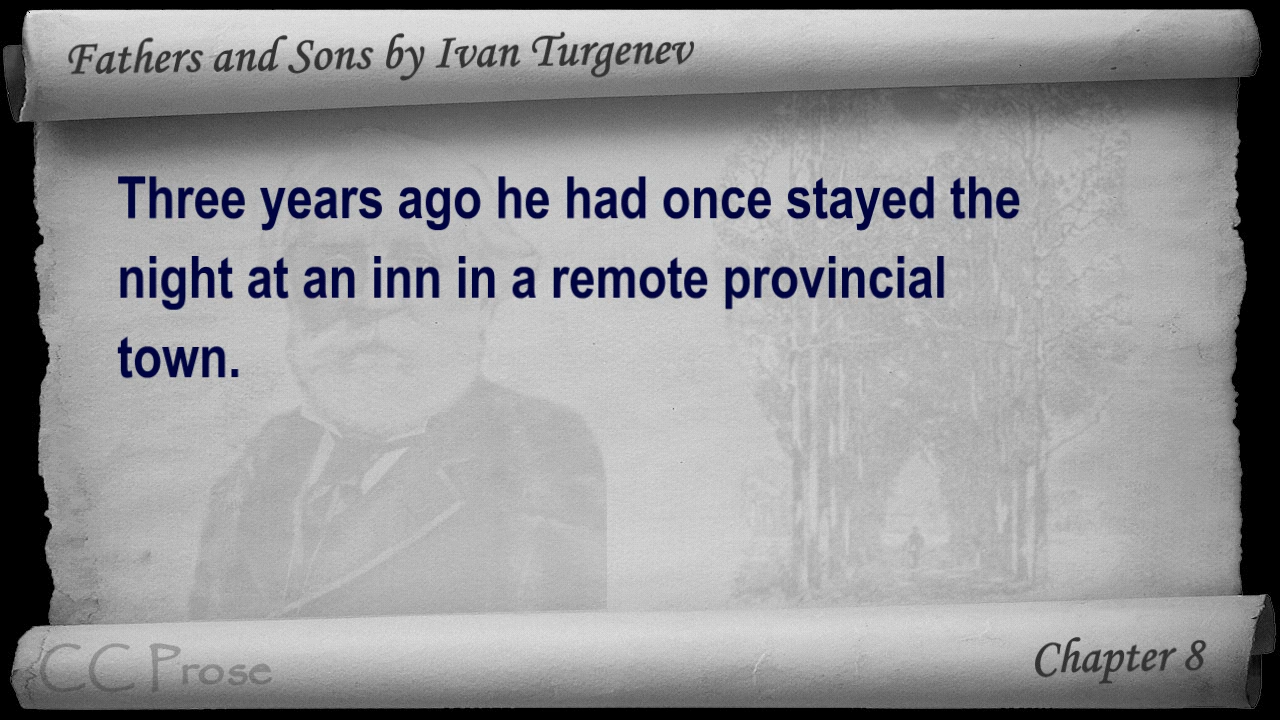 Fathers and Sons by Ivan Turgenev
Three years ago he had once stayed the
night at an inn in a remote provincial
town.
CC Prose
Chapter 8